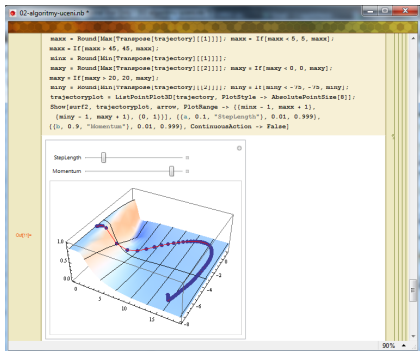 02-algoritmy-uceni.nb *
maxx = Round[Max[Transpose[trajectory][[1]]]]; maxx = If[maxx < 5, 5, maxx];
maxx = If[maxx > 45, 45, maxx];
minx = Round[Min[Transpose[trajectory][[1]]]];
maxy = Round[Max[Transpose[trajectory][[2]]]]; maxy = If[maxy < 0, 0, maxy];
maxy = If[maxy > 20, 20, maxy];
miny = Round[Min[Transpose[trajectory][[2]]]]; miny = If[miny < -75, -75, miny];
trajectoryplot = ListPointPlot3D[trajectory, PlotStyle -> AbsolutePointSize[8]];
Show[surf2, trajectoryplot, arrow, PlotRange -> {{minx - 1, maxx + 1},
{miny - 1, maxy + 1}, {0, 1}}], {{a, 0.1, "StepLength"}, 0.01, 0.999},
{{b, 0.9, "Momentum"}, 0.01, 0.999}, ContinuousAction -> False]
StepLength
Momentum
1.0
0.5
0.0
0
5
10
15
0
-2
-4
-6
-8
90%